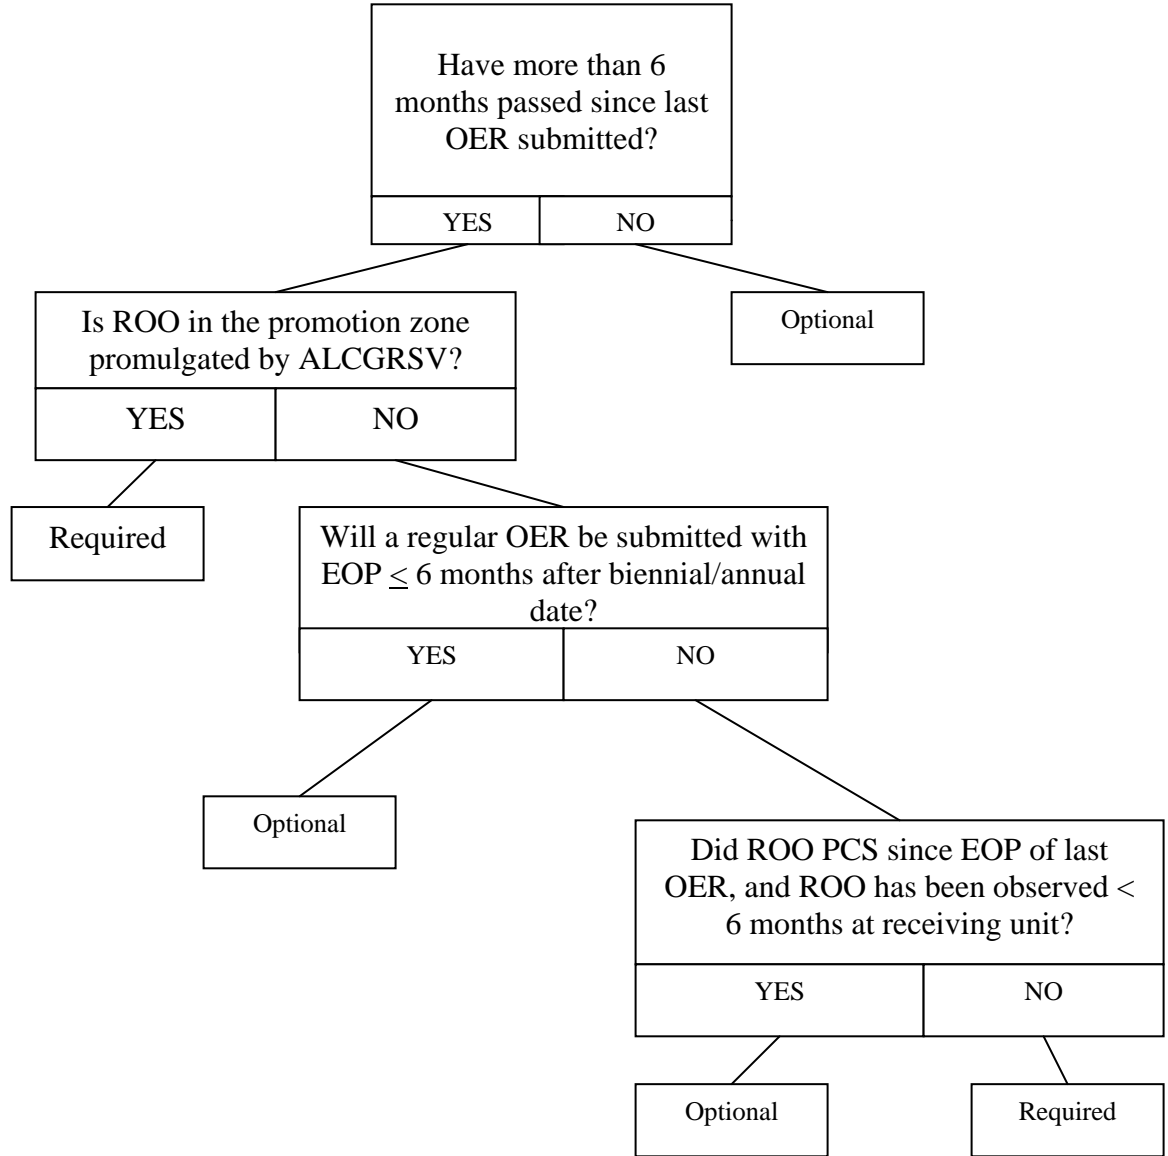 Have more than 6
months passed since last
OER submitted?
YES
NO
Is ROO in the promotion zone
promulgated by ALCGRSV?
YES
NO
Optional
Required
Will a regular OER be submitted with
EOP ≤ 6 months after biennial/annual
date?
YES
NO
Optional
Did ROO PCS since EOP of last
OER, and ROO has been observed <
6 months at receiving unit?
YES
NO
Optional
Required